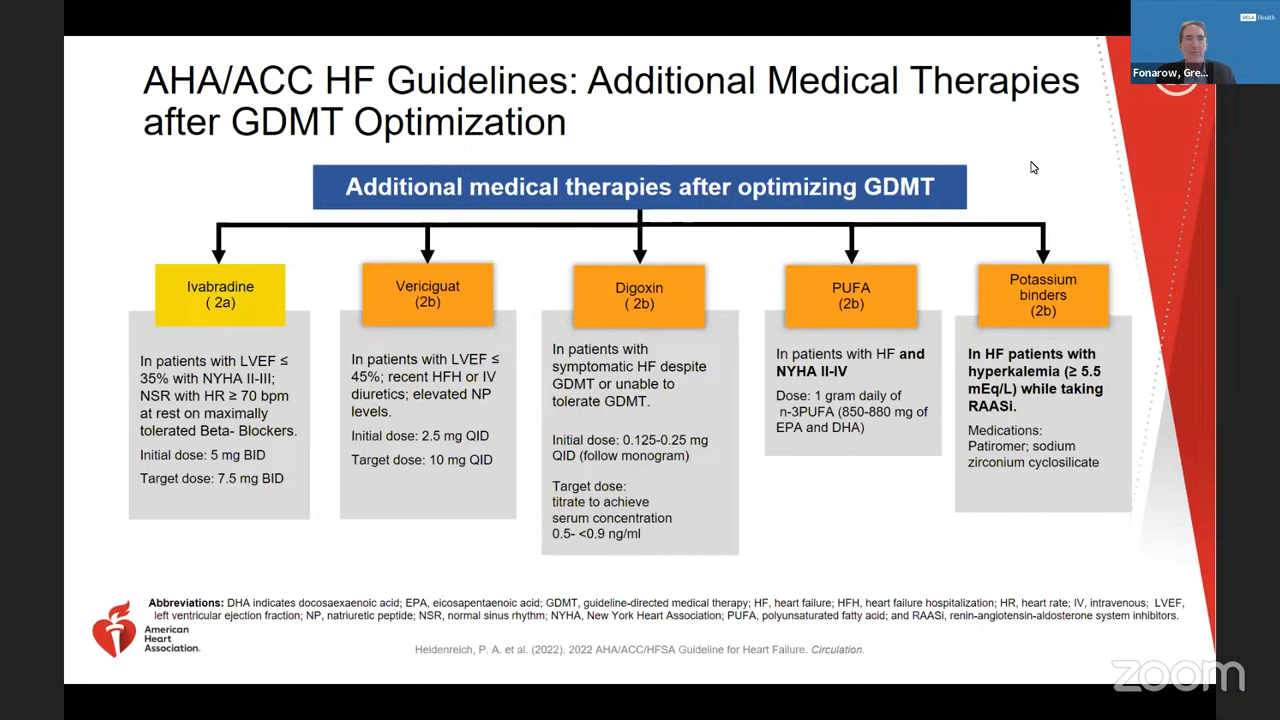 UCLA Health
Fonarow, Gre...
AHA/ACC HF Guidelines: Additional Medical Therapies
after GDMT Optimization
Additional medical therapies after optimizing GDMT
Ivabradine
( 2a)
In patients with LVEF ≤
35% with NYHA II-III;
NSR with HR ≥ 70 bpm
at rest on maximally
tolerated Beta- Blockers.
Initial dose: 5 mg BID
Target dose: 7.5 mg BID
Vericiguat
(2b)
In patients with LVEF ≤
45%; recent HFH or IV
diuretics; elevated NP
levels.
Initial dose: 2.5 mg QID
Target dose: 10 mg QID
Digoxin
( 2b)
In patients with
symptomatic HF despite
GDMT or unable to
tolerate GDMT.
Initial dose: 0.125-0.25 mg
QID (follow monogram)
Target dose:
titrate to achieve
serum concentration
0.5- <0.9 ng/ml
PUFA
(2b)
In patients with HF and
NYHA II-IV
Dose: 1 gram daily of
n-3PUFA (850-880 mg of
EPA and DHA)
Potassium
binders
(2b)
In HF patients with
hyperkalemia (≥ 5.5
mEq/L) while taking
RAASi.
Medications:
Patiromer; sodium
zirconium cyclosilicate
Abbreviations: DHA indicates docosaexaenoic acid; EPA, eicosapentaenoic acid; GDMT, guideline-directed medical therapy; HF, heart failure; HFH, heart failure hospitalization; HR, heart rate; IV, intravenous; LVEF,
left ventricular ejection fraction; NP, natriuretic peptide; NSR, normal sinus rhythm; NYHA, New York Heart Association; PUFA, polyunsaturated fatty acid; and RAASi, renin-angiotensin-aldosterone system inhibitors.
American
Heart
Association.
Heidenreich, P. A. et al. (2022). 2022 AHA/ACC/HFSA Guideline for Heart Failure. Circulation.
zoom